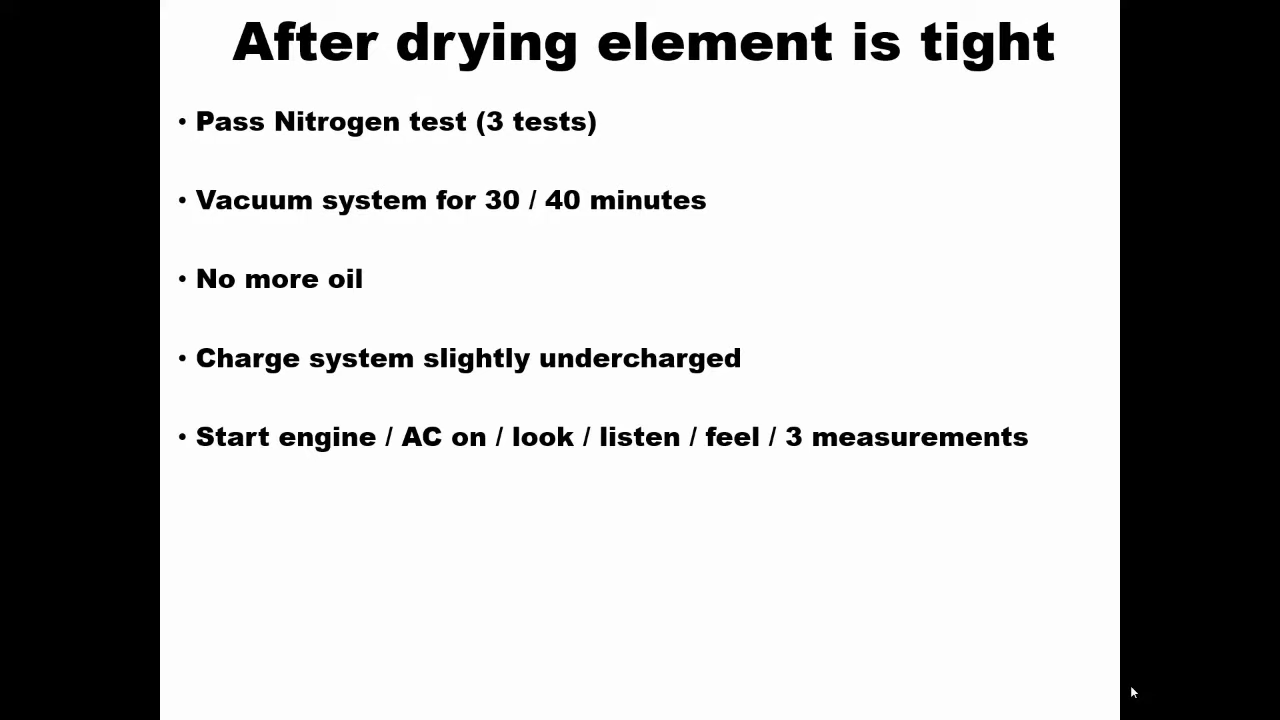 After drying element is tight
• Pass Nitrogen test (3 tests)
• Vacuum system for 30 / 40 minutes
• No more oil
• Charge system slightly undercharged
• Start engine / AC on / look / listen / feel / 3 measurements